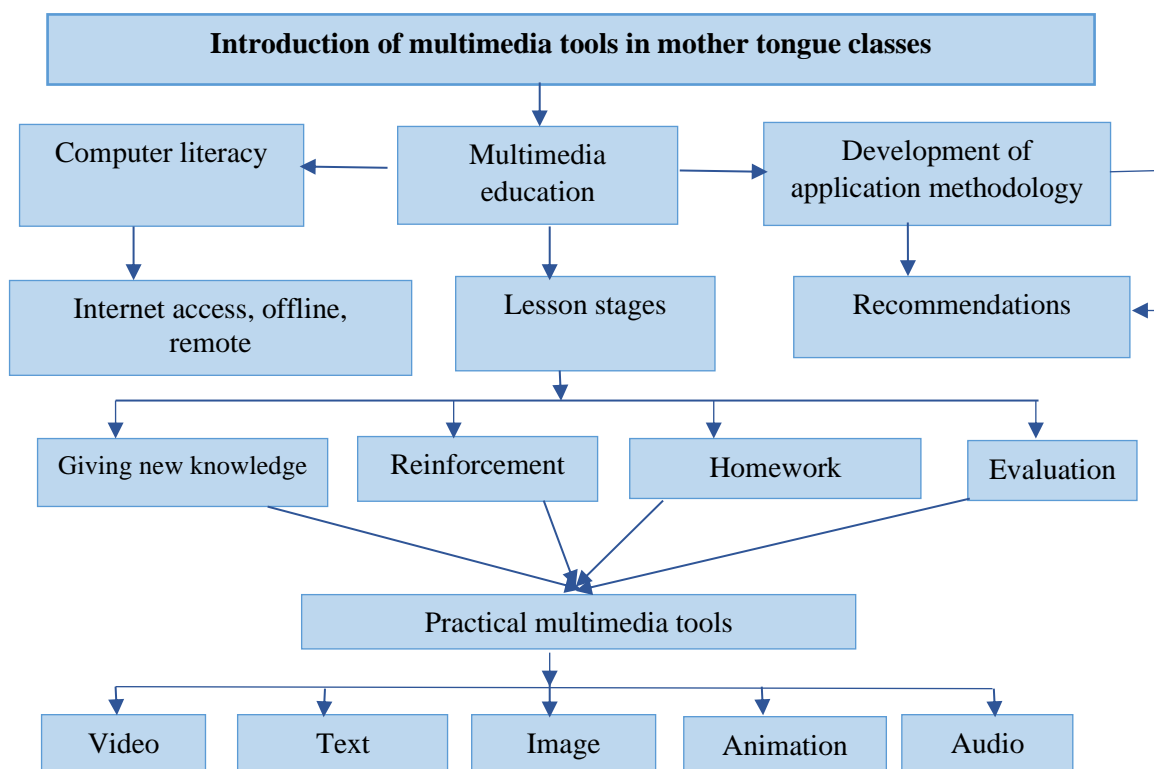 Introduction of multimedia tools in mother tongue classes
Computer literacy
Multimedia
education
Development of
application methodology
Internet access, offline,
remote
Lesson stages
Recommendations
Giving new knowledge
Reinforcement
Homework
Evaluation
Practical multimedia tools
Video
Text
Image
Animation
Audio